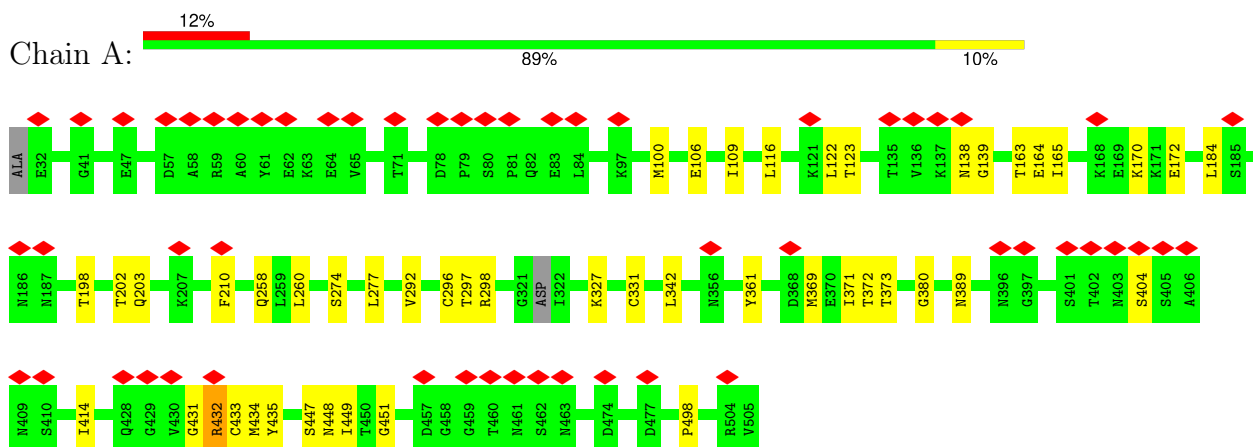 12%
Chain A:
89% 10%
ALA E32 G41 E47 D57 A58 R59 A60 Y61 E62 K63 E64 V65 T71 D78 P79 S80 P81 Q82 E83 L84 K97 M100 E106 I109 L116 K121 L122 T123 T135 V136 K137 N138 G139 T163 E164 I165 K168 E169 K170 K171 E172 L184 S185
N186 N187 T198 T202 Q203 K207 F210 Q258 L259 L260 S274 L277 V292 C296 T297 R298 G321 ASP I322 K327 C331 L342 N356 Y361 D368 N369 E370 I371 T372 T373 G380 N389 N396 G397 S401 T402 N403 S404 S405 A406
N409 S410 I414 Q428 G429 V430 G431 R432 C433 M434 Y435 S447 N448 I449 T450 G451 D457 G458 G459 T460 N461 S462 N463 D474 D477 P498 R504 V505